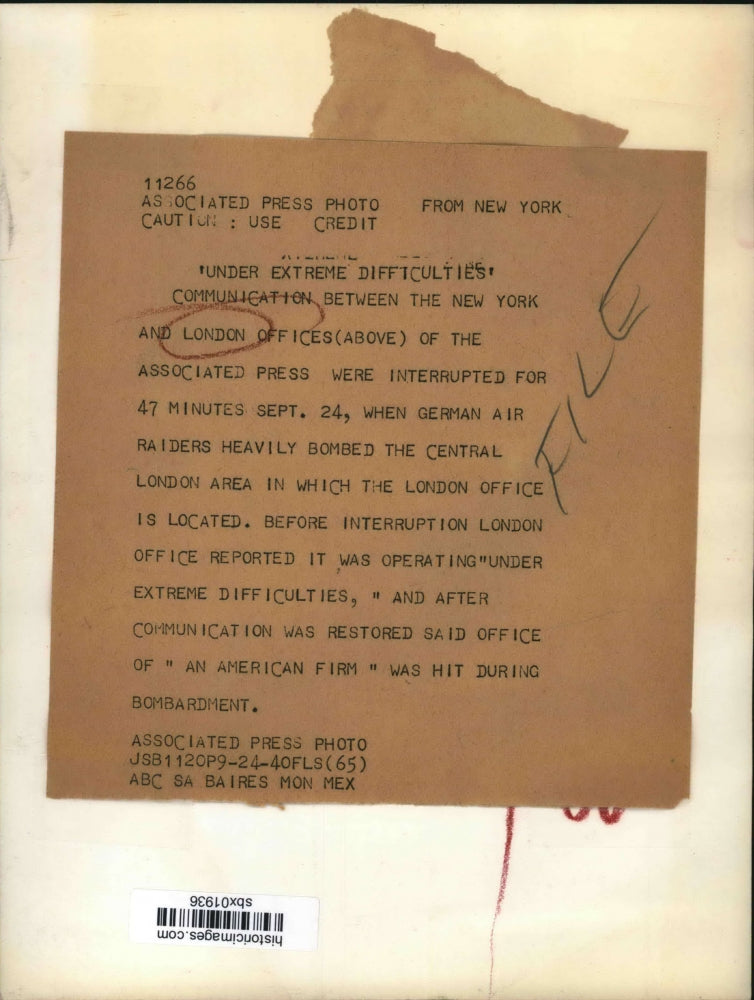 11266
ASSOCIATED PRESS PHOTO FROM NEW YORK
CAUTION : USE CREDIT
'UNDER EXTREME DIFFICULTIES'
COMMUNICATION BETWEEN THE NEW YORK
AND LONDON OFFICES(ABOVE) OF THE
ASSOCIATED PRESS WERE INTERRUPTED FOR
47 MINUTES SEPT. 24, WHEN GERMAN AIR
RAIDERS HEAVILY BOMBED THE CENTRAL
LONDON AREA IN WHICH THE LONDON OFFICE
IS LOCATED. BEFORE INTERRUPTION LONDON
OFFICE REPORTED IT WAS OPERATING"UNDER
EXTREME DIFFICULTIES, " AND AFTER
COMMUNICATION WAS RESTORED SAID OFFICE
OF " AN AMERICAN FIRM " WAS HIT DURING
BOMBARDMENT.
ASSOCIATED PRESS PHOTO
JSB1120P9-24-40FLS(65)
ABC SA BAIRES MON MEX
FILE
historicimages.com
sbx01936